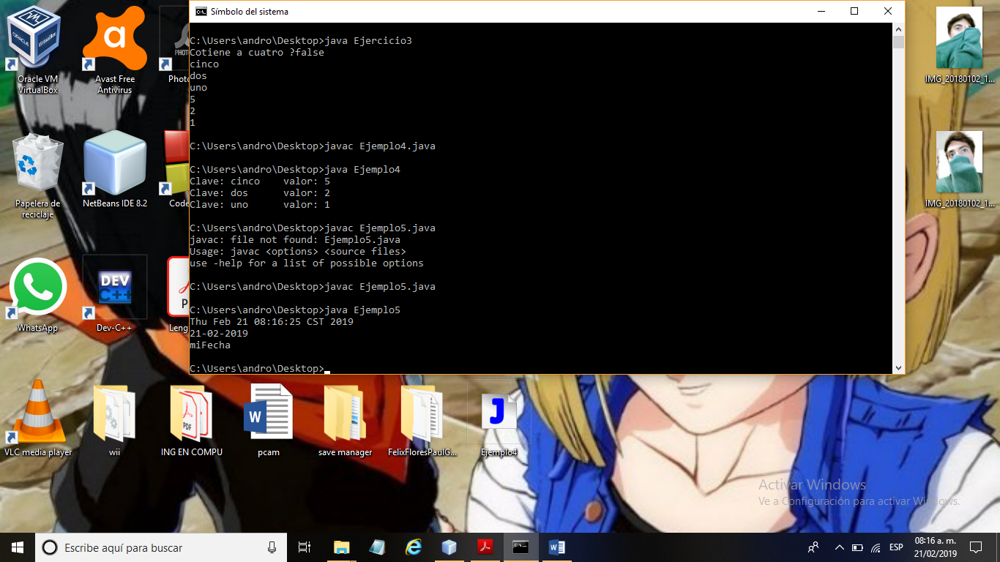 Símbolo del sistema
C:\Users\andro\Desktop>java Ejercicio3
Cotiene a cuatro ?false
cinco
dos
uno
5
2
1
C:\Users\andro\Desktop>javac Ejemplo4.java
C:\Users\andro\Desktop>java Ejemplo4
Clave: cinco    valor: 5
Clave: dos      valor: 2
Clave: uno      valor: 1
C:\Users\andro\Desktop>javac Ejemplo5.java
javac: file not found: Ejemplo5.java
Usage: javac <options> <source files>
use -help for a list of possible options
C:\Users\andro\Desktop>javac Ejemplo5.java
C:\Users\andro\Desktop>java Ejemplo5
Thu Feb 21 08:16:25 CST 2019
21-02-2019
miFecha
C:\Users\andro\Desktop>
ORACLE
VirtualBox
Oracle VM
VirtualBox
Avast Free
Antivirus
PHOT
Photo
IMG_20180102_1...
Papelera de
reciclaje
NetBeans IDE 8.2
Code
IMG_20180102_1...
WhatsApp
DEV
C++
Dev-C++
Leng
VLC media player
wii
PDF
ING EN COMPU
W
pcam
save manager
FelixFloresPaulG...
J
Ejemplo4
Activar Windows
Ve a Configuración para activar Windows.
Escribe aquí para buscar
ESP
08:16 a. m.
21/02/2019